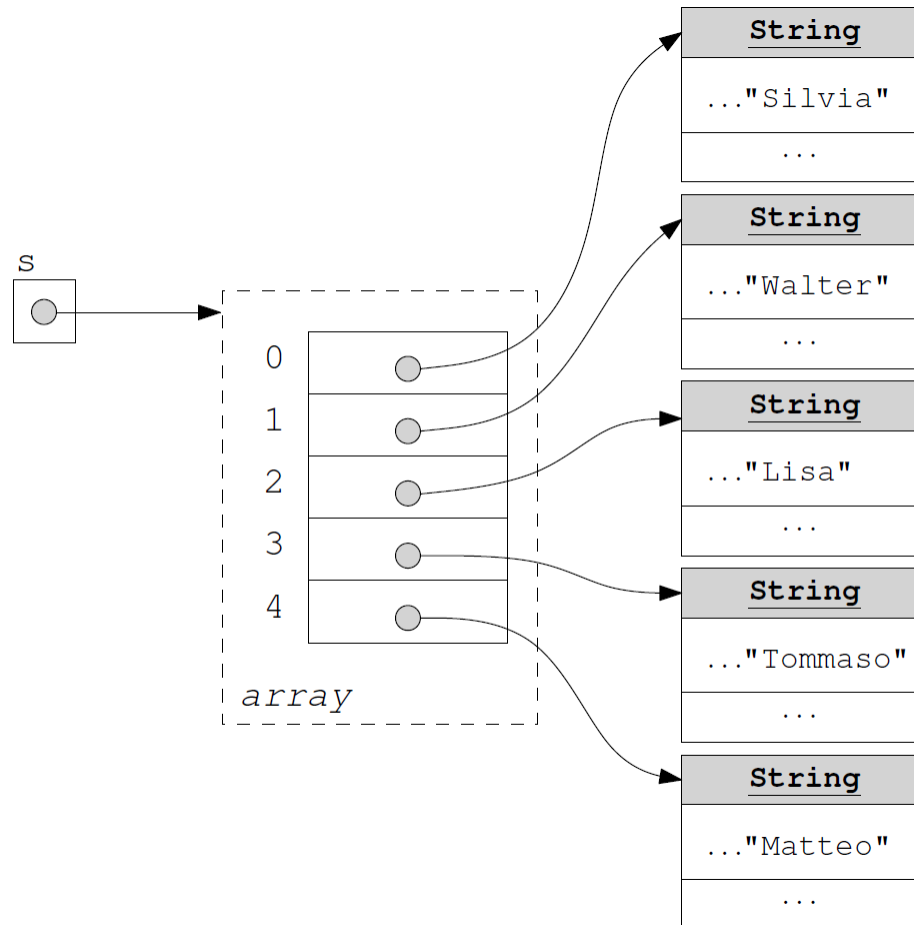 s
0
1
2
3
4
array
String
..."Silvia"
...
String
..."Walter"
...
String
..."Lisa"
...
String
..."Tommaso"
...
String
..."Matteo"
...